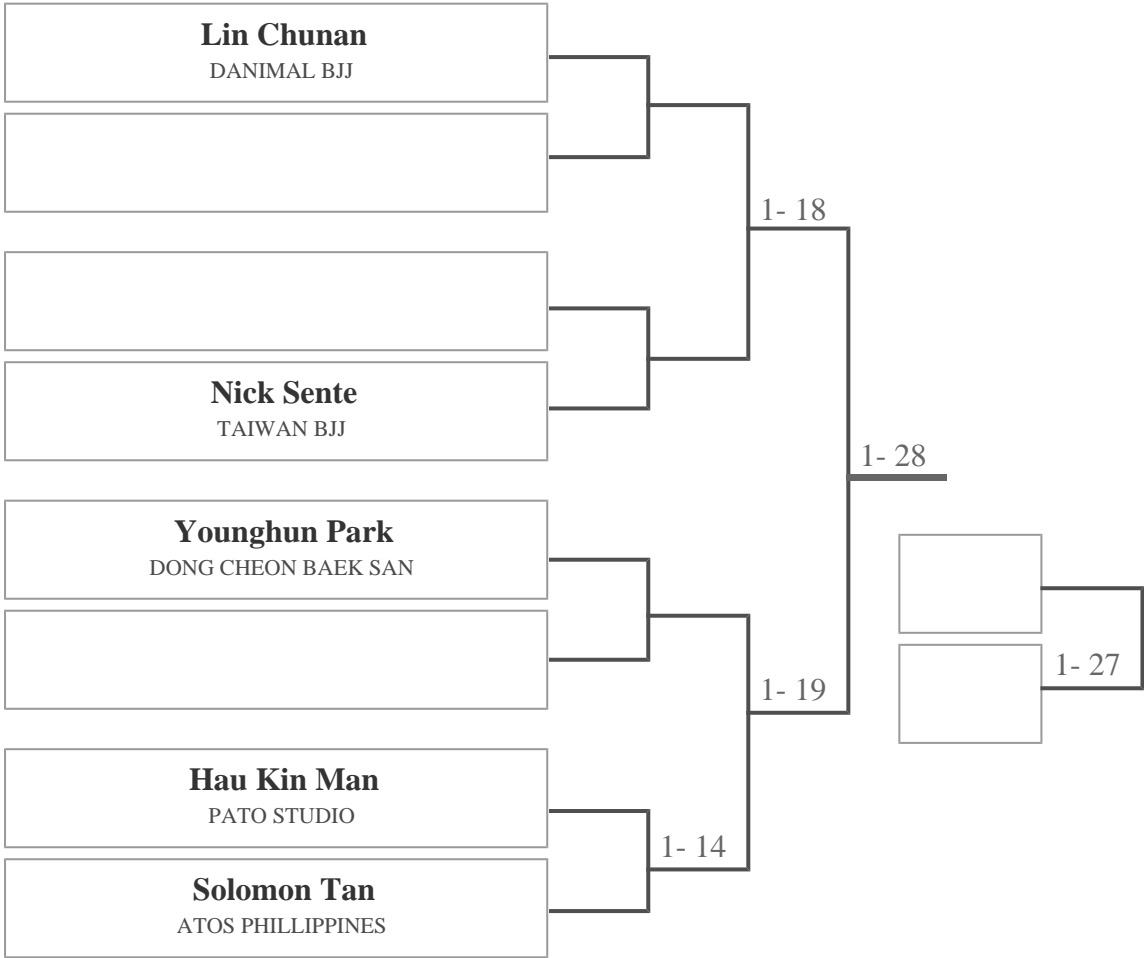 Lin Chunan
DANIMAL BJJ
1- 18
Nick Sente
TAIWAN BJJ
1- 28
Younghun Park
DONG CHEON BAEK SAN
1- 27
1- 19
Hau Kin Man
PATO STUDIO
1- 14
Solomon Tan
ATOS PHILLIPPINES